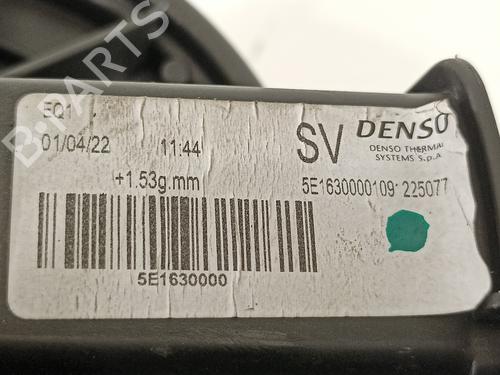 EQ1
01/04/22 11:44
+1.53g.mm
SV DENSO
DENSO THERMAL
SYSTEMS S.p.A.
5E1630000109 225077
5E1630000
B-PARTS